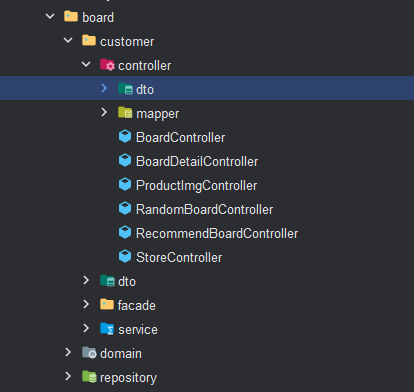 board
customer
controller
dto
mapper
BoardController
BoardDetailController
ProductImgController
RandomBoardController
RecommendBoardController
StoreController
dto
facade
service
domain
repository